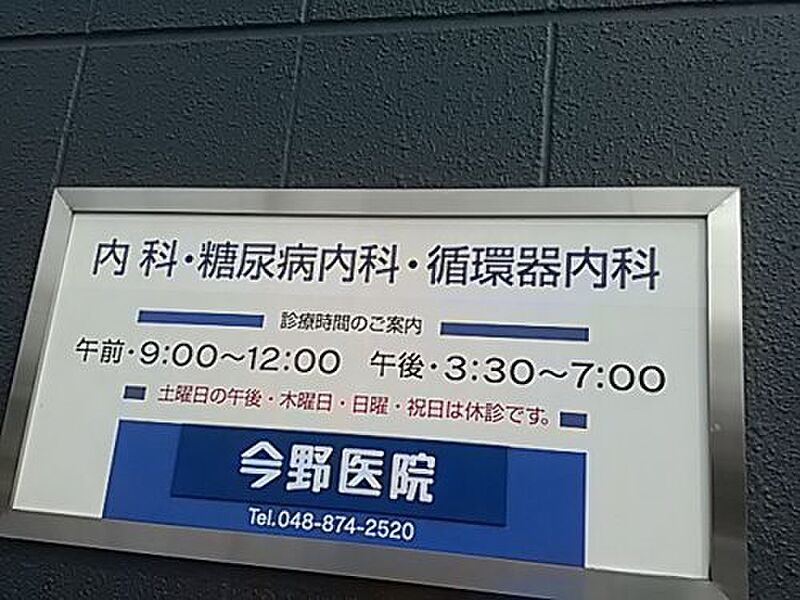 内科・糖尿病内科・循環器内科
診療時間のご案内
午前・9:00～12:00　午後・3:30～7:00
土曜日の午後・木曜日・日曜・祝日は休診です。
今野医院
Tel.048-874-2520